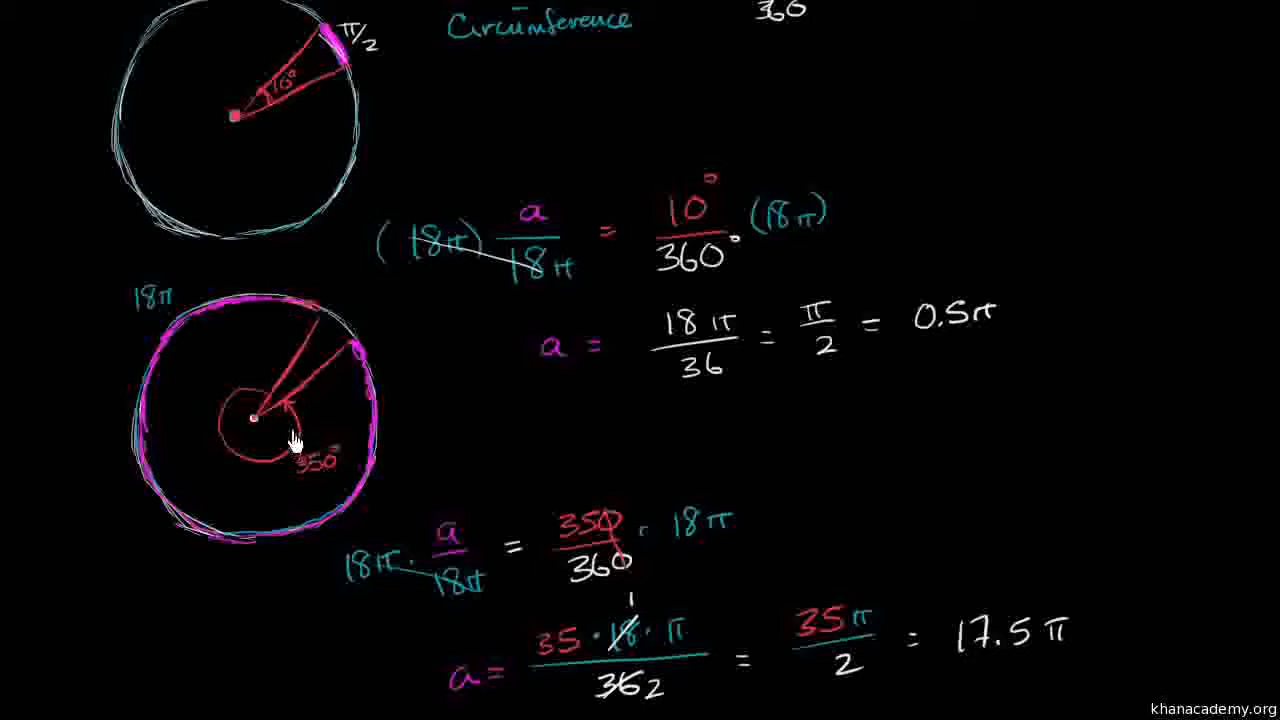 Circumference
360
π/2
10°
(18π) a/18π = 10°/360° (18π)
18π
a = 18π/36 = π/2 = 0.5π
350°
18π · a/18π = 350/360 · 18π
1
a = 35 · 18 · π/36 2 = 35π/2 = 17.5π
khanacademy.org